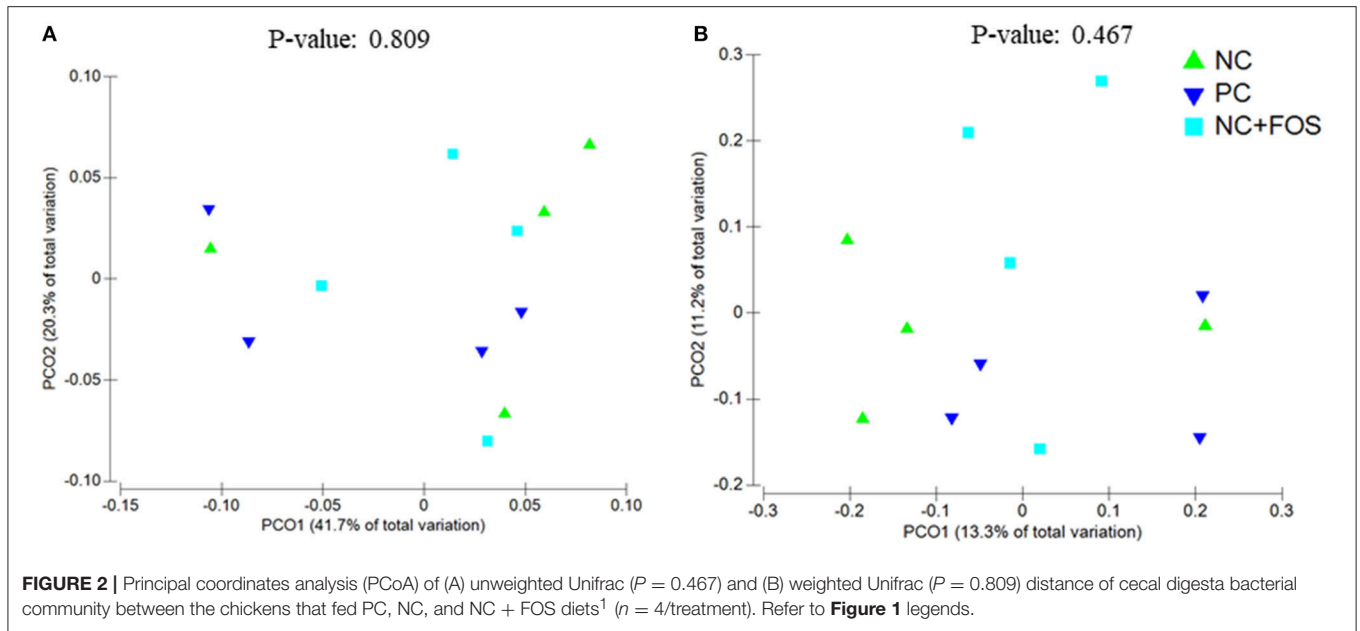 A
P-value: 0.809
0.10
0.05
0
-0.05
-0.10
PCO2 (20.3% of total variation)
-0.15 -0.10 -0.05 0 0.05 0.10
PCO1 (41.7% of total variation)
B
P-value: 0.467
0.3
0.2
0.1
0
-0.1
-0.2
PCO2 (11.2% of total variation)
-0.3 -0.2 -0.1 0 0.1 0.2 0.3
PCO1 (13.3% of total variation)
NC
PC
NC+FOS
FIGURE 2 | Principal coordinates analysis (PCoA) of (A) unweighted Unifrac (P = 0.467) and (B) weighted Unifrac (P = 0.809) distance of cecal digesta bacterial
community between the chickens that fed PC, NC, and NC + FOS diets¹ (n = 4/treatment). Refer to Figure 1 legends.